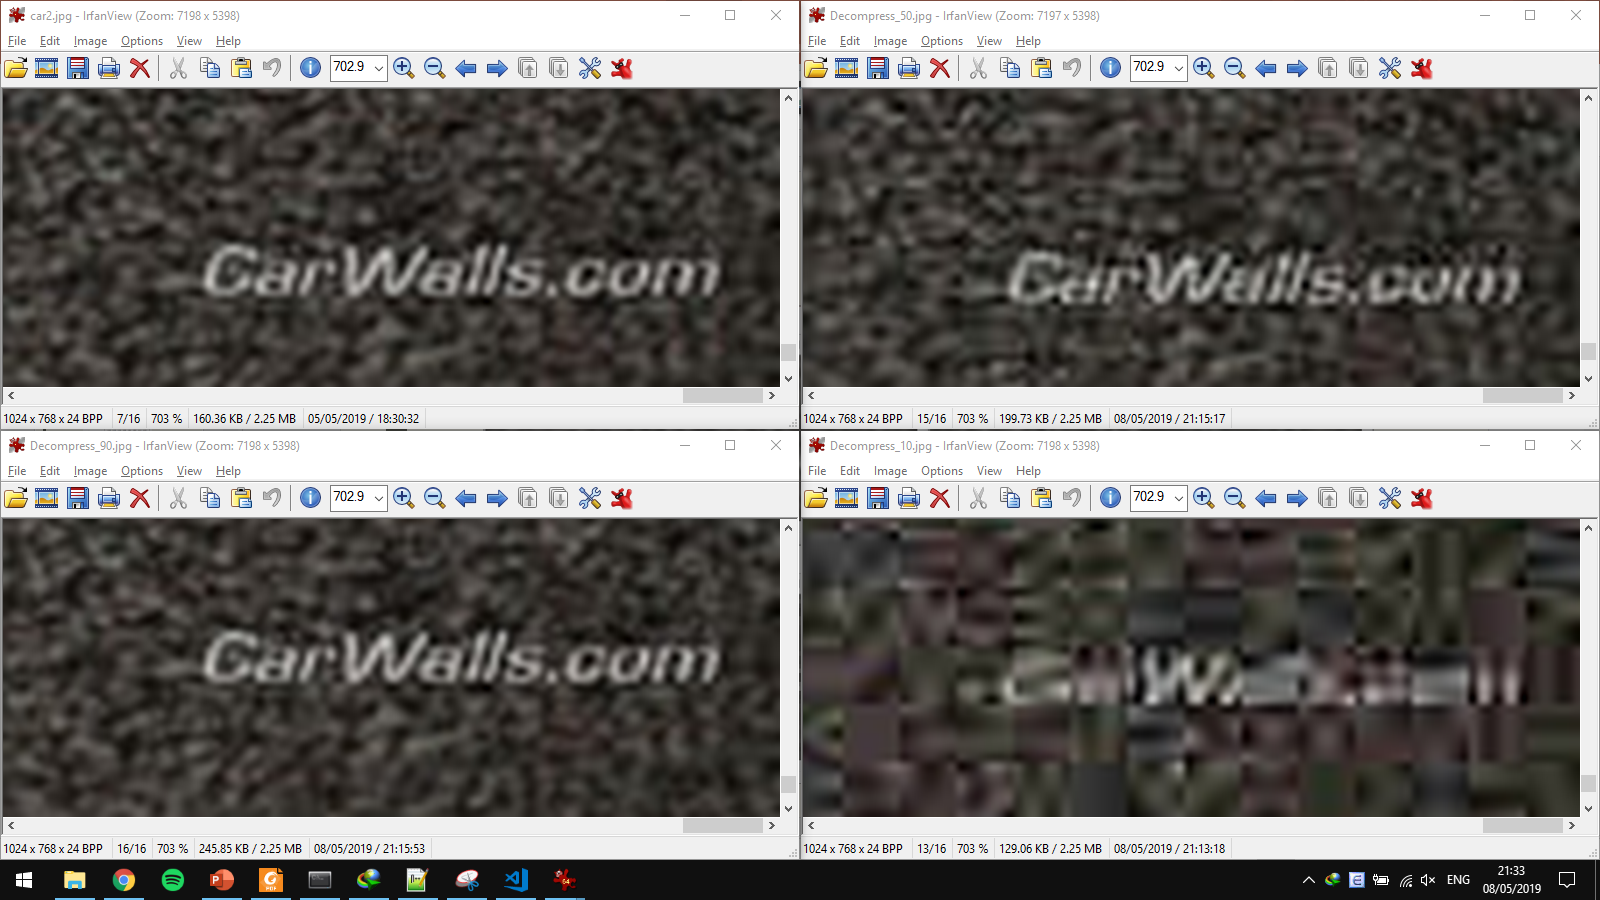 car2.jpg - IrfanView (Zoom: 7198 x 5398)
File Edit Image Options View Help
702.9
CarWalls.com
1024 x 768 x 24 BPP 7/16 703 % 160.36 KB / 2.25 MB 05/05/2019 / 18:30:32
Decompress_50.jpg - IrfanView (Zoom: 7197 x 5398)
File Edit Image Options View Help
702.9
CarWalls.com
1024 x 768 x 24 BPP 15/16 703 % 199.73 KB / 2.25 MB 08/05/2019 / 21:15:17
Decompress_90.jpg - IrfanView (Zoom: 7198 x 5398)
File Edit Image Options View Help
702.9
CarWalls.com
1024 x 768 x 24 BPP 16/16 703 % 245.85 KB / 2.25 MB 08/05/2019 / 21:15:53
Decompress_10.jpg - IrfanView (Zoom: 7198 x 5398)
File Edit Image Options View Help
702.9
1024 x 768 x 24 BPP 13/16 703 % 129.06 KB / 2.25 MB 08/05/2019 / 21:13:18
ENG
21:33
08/05/2019